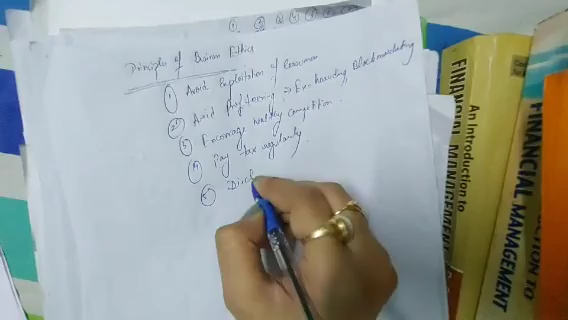 Principles of Business Ethics
① Avoid Exploitation of Consumer
② Avoid Profiteering → Ex- hoarding, Black marketing
③ Encourage healthy competition.
④ Pay tax regularly.
⑤ Discl
An Introduction to
FINANCIAL MANAGEMENT
FINANCIAL MANAGEMENT